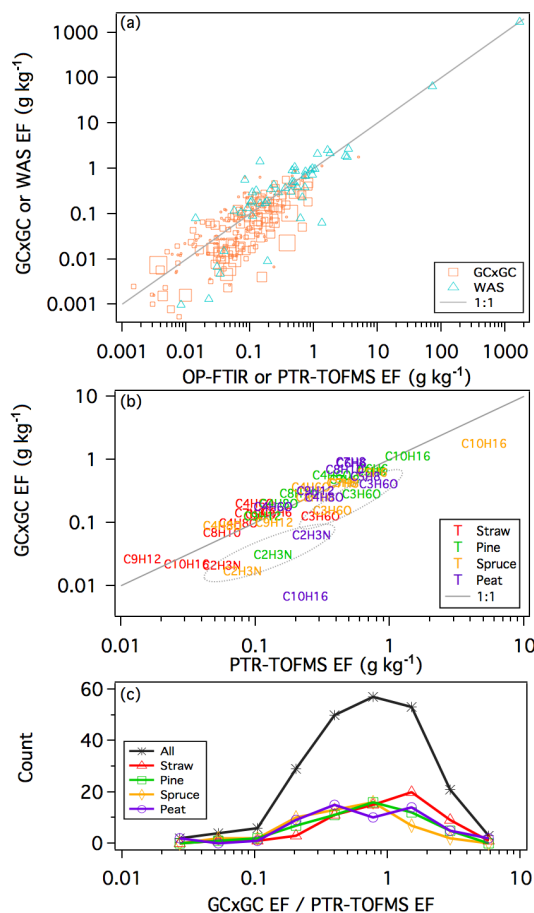 (a)
1000
100
10
1
0.1
0.01
0.001
GCxGC or WAS EF (g kg-1)
GCxGC
WAS
1:1
0.001
0.01
0.1
1
10
100
1000
OP-FTIR or PTR-TOFMS EF (g kg-1)
(b)
10
1
0.1
0.01
GCxGC EF (g kg-1)
C10H16
C10H16
C3H6O
C3H6O
C9H12
C4H8O
C3H6O
C3H6O
C9H12
C8H10
C2H3N
C2H3N
C9H12
C10H16
C2H3N
C2H3N
C10H16
Straw
Pine
Spruce
Peat
1:1
0.01
0.1
1
10
PTR-TOFMS EF (g kg-1)
(c)
60
40
20
0
Count
All
Straw
Pine
Spruce
Peat
0.01
0.1
1
10
GCxGC EF / PTR-TOFMS EF